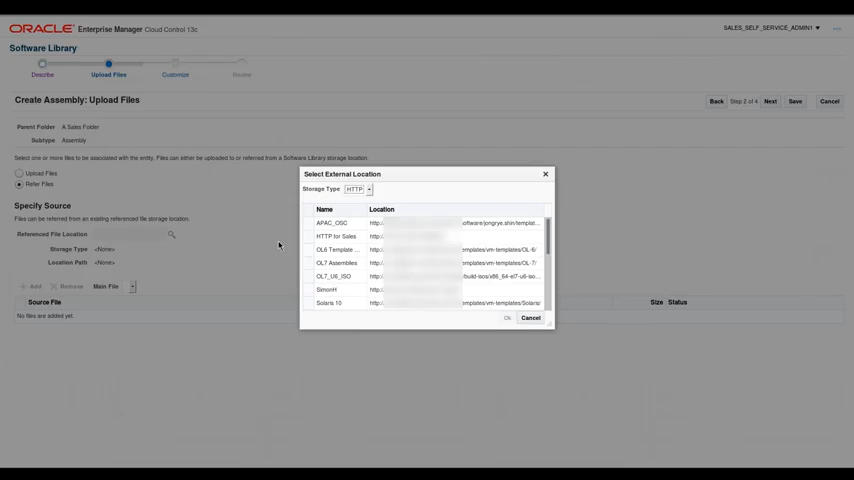 ORACLE Enterprise Manager Cloud Control 13c SALES_SELF_SERVICE_ADMIN1
Software Library
Describe Upload Files Customize Review
Create Assembly: Upload Files Back Step 2 of 4 Next Save Cancel
Parent Folder A Sales Folder
Subtype Assembly
Select one or more files to be associated with the entity. Files can either be uploaded to or referred from a Software Library storage location.
Upload Files
Refer Files
Specify Source
Files can be referred from an existing referenced file storage location.
Referenced File Location
Storage Type <None>
Location Path <None>
Add Remove Main File
Source File Size Status
No files are added yet.
Select External Location
Storage Type HTTP
Name Location
APAC_OSC http:/ oftware/jongrye.shin/templat...
HTTP for Sales http:/
OL6 Template ... http:/ emplates/vm-templates/OL-6/
OL7 Assemblies http:/ emplates/vm-templates/OL-7/
OL7_U6_ISO http:/ /build-isos/x86_64-el7-u6-iso...
SimonH http:/
Solaris 10 http:/ emplates/vm-templates/Solaris/
Ok Cancel